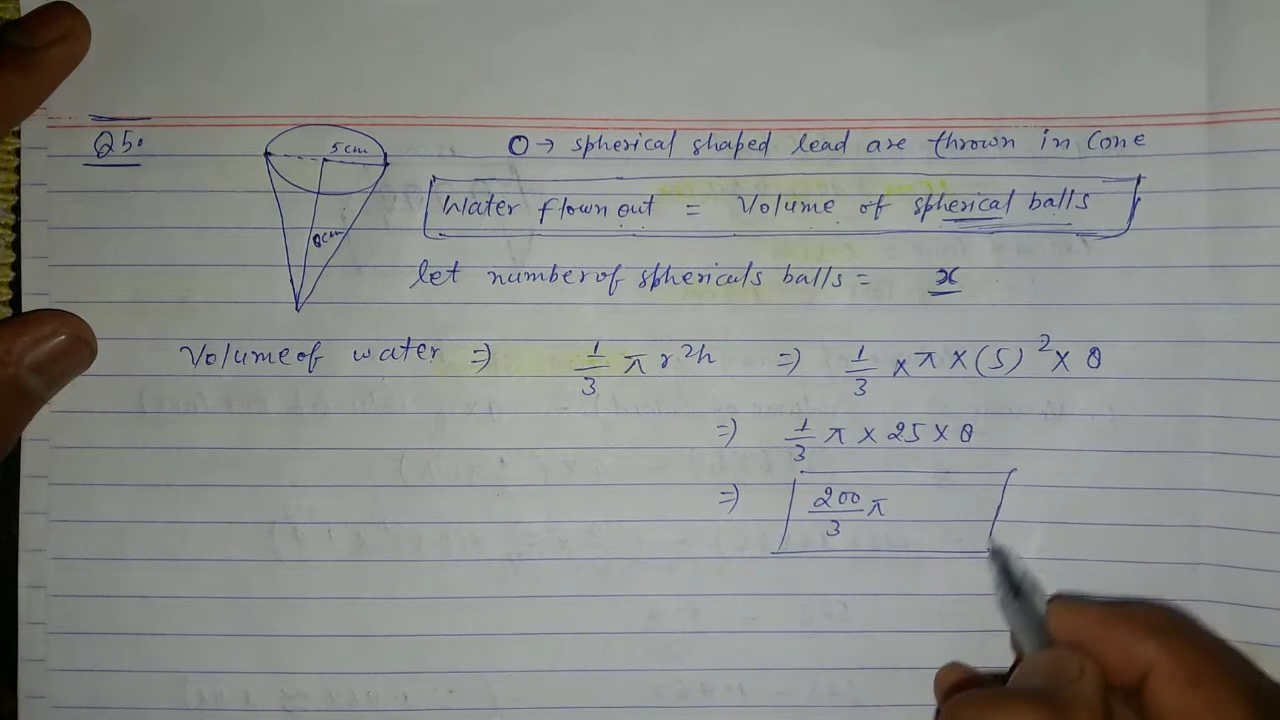 Q5.
5cm
8cm
O → spherical shaped lead are thrown in Cone
Water flown out = Volume of spherical balls
let number of sphericals balls = x
Volume of water ⇒ 1/3 π r²h ⇒ 1/3 × π × (5)² × 8
⇒ 1/3 π × 25 × 8
⇒ 200/3 π